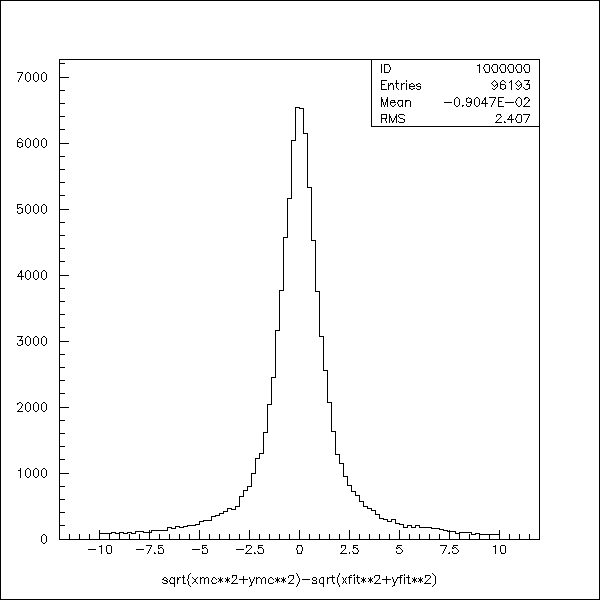 ID 1000000
Entries 96193
Mean -0.9047E-02
RMS 2.407
7000
6000
5000
4000
3000
2000
1000
0
-10 -7.5 -5 -2.5 0 2.5 5 7.5 10
sqrt(xmc**2+ymc**2)-sqrt(xfit**2+yfit**2)